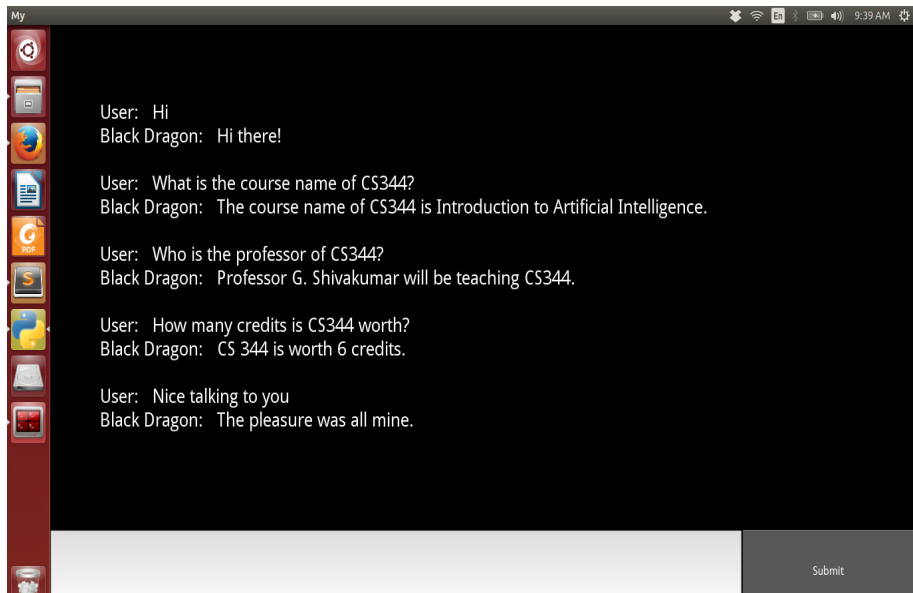 My
En
9:39 AM
User: Hi
Black Dragon: Hi there!
User: What is the course name of CS344?
Black Dragon: The course name of CS344 is Introduction to Artificial Intelligence.
User: Who is the professor of CS344?
Black Dragon: Professor G. Shivakumar will be teaching CS344.
User: How many credits is CS344 worth?
Black Dragon: CS 344 is worth 6 credits.
User: Nice talking to you
Black Dragon: The pleasure was all mine.
PDF
S
Submit